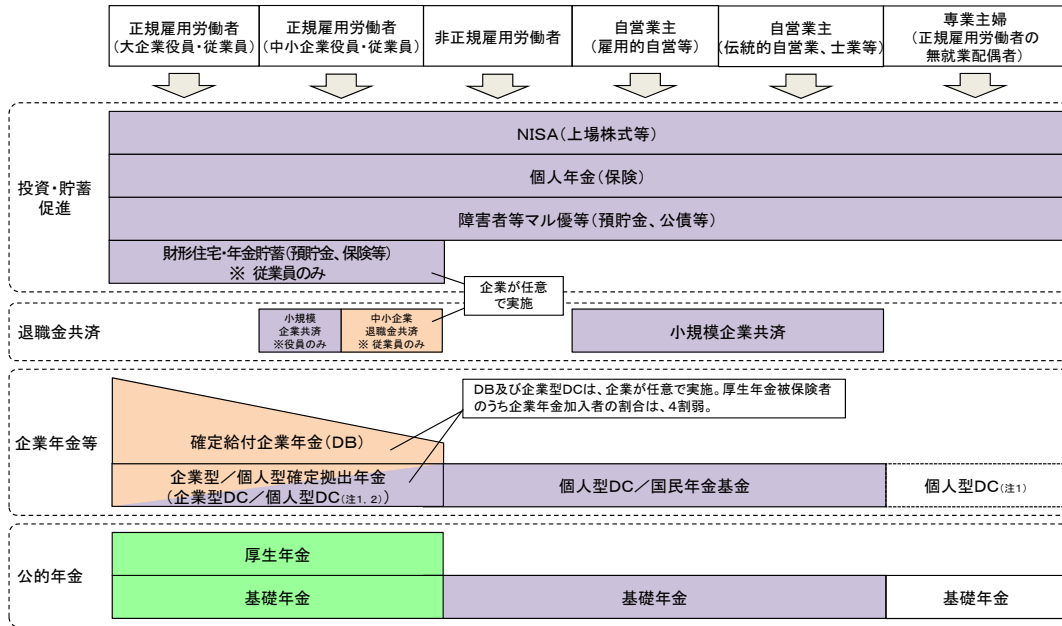 正規雇用労働者
(大企業役員・従業員)
正規雇用労働者
(中小企業役員・従業員)
非正規雇用労働者
自営業主
(雇用的自営等)
自営業主
(伝統的自営業、士業等)
専業主婦
(正規雇用労働者の
無就業配偶者)
投資・貯蓄
促進
NISA(上場株式等)
個人年金(保険)
障害者等マル優等(預貯金、公債等)
財形住宅・年金貯蓄(預貯金、保険等)
※ 従業員のみ
企業が任意
で実施
退職金共済
小規模
企業共済
※役員のみ
中小企業
退職金共済
※ 従業員のみ
小規模企業共済
企業年金等
DB及び企業型DCは、企業が任意で実施。厚生年金被保険者
のうち企業年金加入者の割合は、4割弱。
確定給付企業年金(DB)
企業型/個人型確定拠出年金
(企業型DC/個人型DC(注1, 2))
個人型DC/国民年金基金
個人型DC(注1)
公的年金
厚生年金
基礎年金
基礎年金
基礎年金